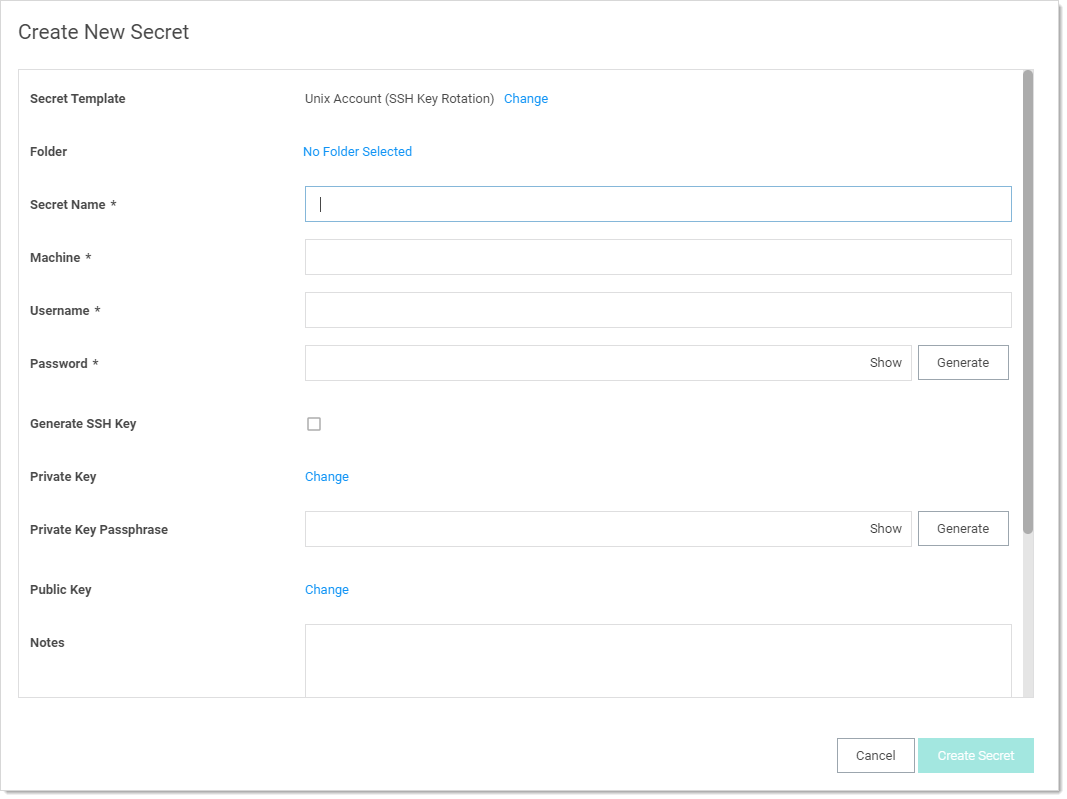 Create New Secret
Secret Template Unix Account (SSH Key Rotation) Change
Folder No Folder Selected
Secret Name *
Machine *
Username *
Password * Show Generate
Generate SSH Key
Private Key Change
Private Key Passphrase Show Generate
Public Key Change
Notes
Cancel Create Secret